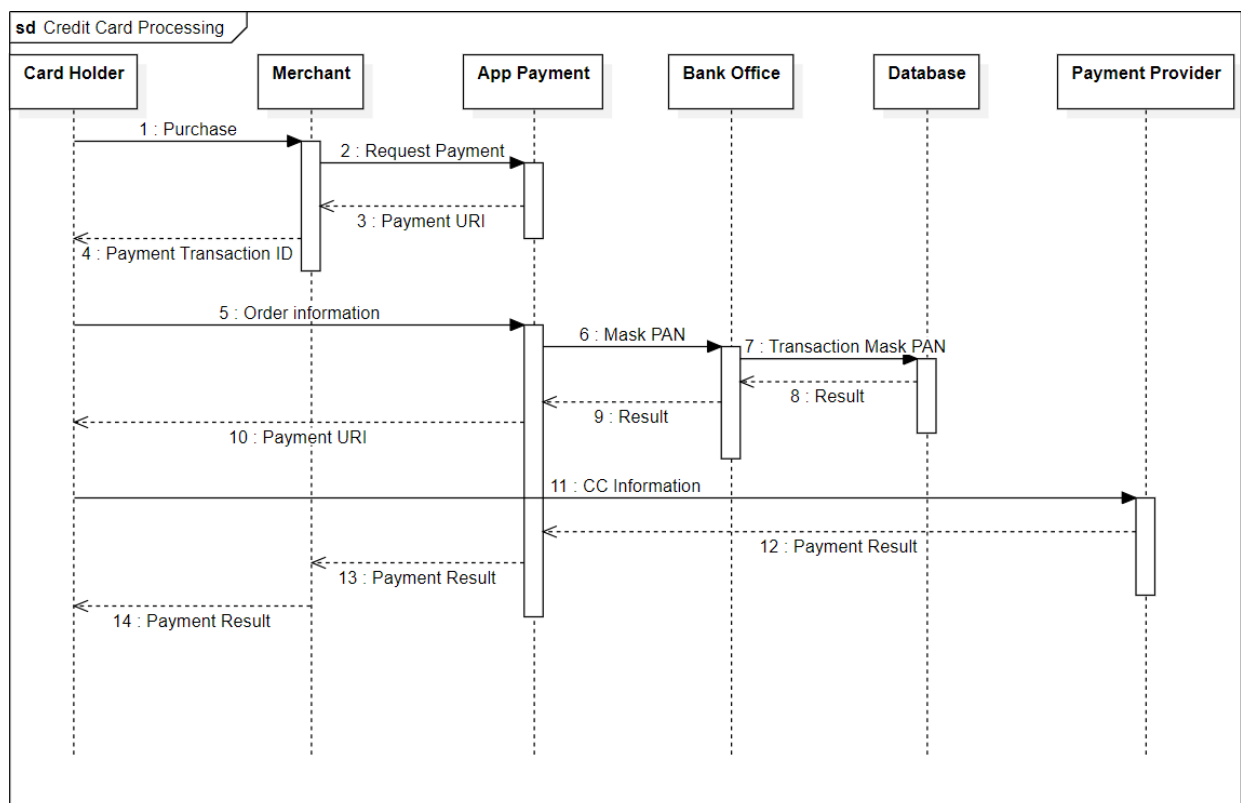 sd Credit Card Processing
Card Holder
Merchant
App Payment
Bank Office
Database
Payment Provider
1 : Purchase
2 : Request Payment
3 : Payment URI
4 : Payment Transaction ID
5 : Order information
6 : Mask PAN
7 : Transaction Mask PAN
8 : Result
9 : Result
10 : Payment URI
11 : CC Information
12 : Payment Result
13 : Payment Result
14 : Payment Result